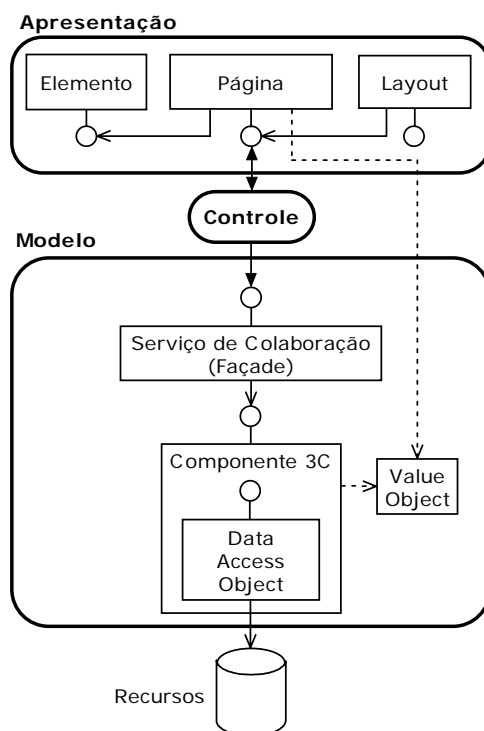 Apresentação
Elemento
Página
Layout
Controle
Modelo
Serviço de Colaboração
(Façade)
Componente 3C
Value
Object
Data
Access
Object
Recursos